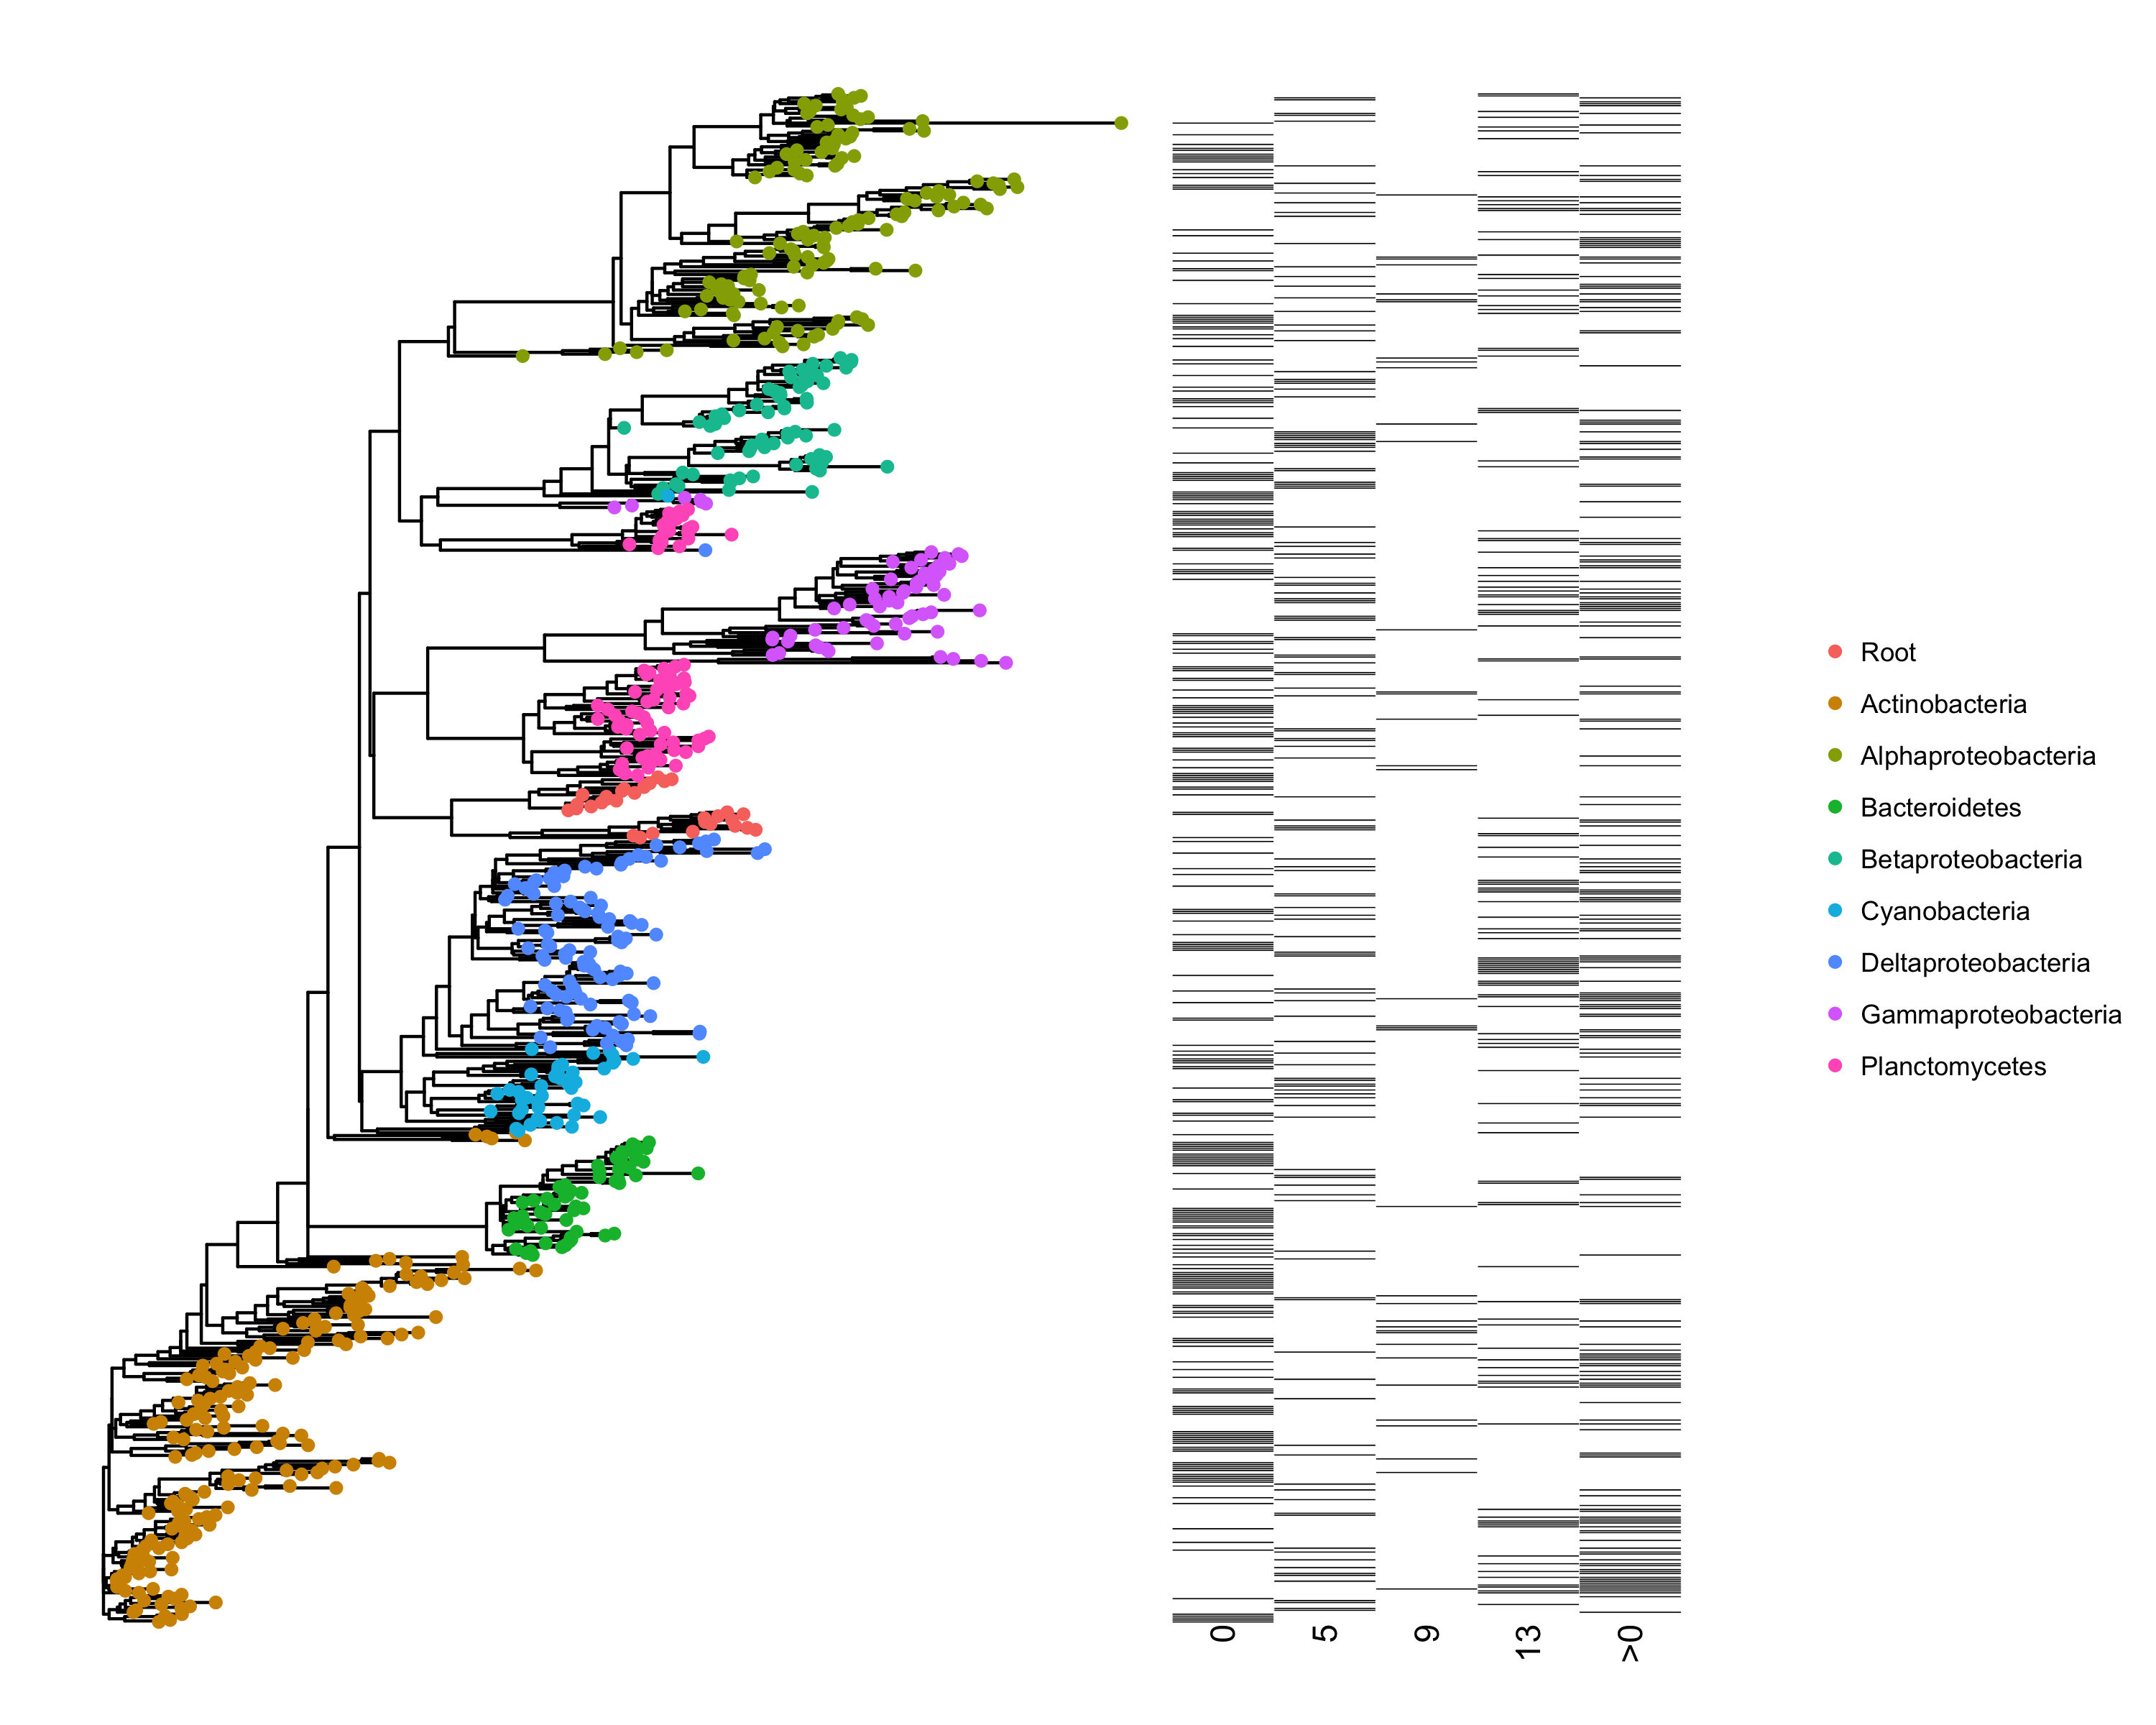 Root
Actinobacteria
Alphaproteobacteria
Bacteroidetes
Betaproteobacteria
Cyanobacteria
Deltaproteobacteria
Gammaproteobacteria
Planctomycetes
0
5
9
13
>0